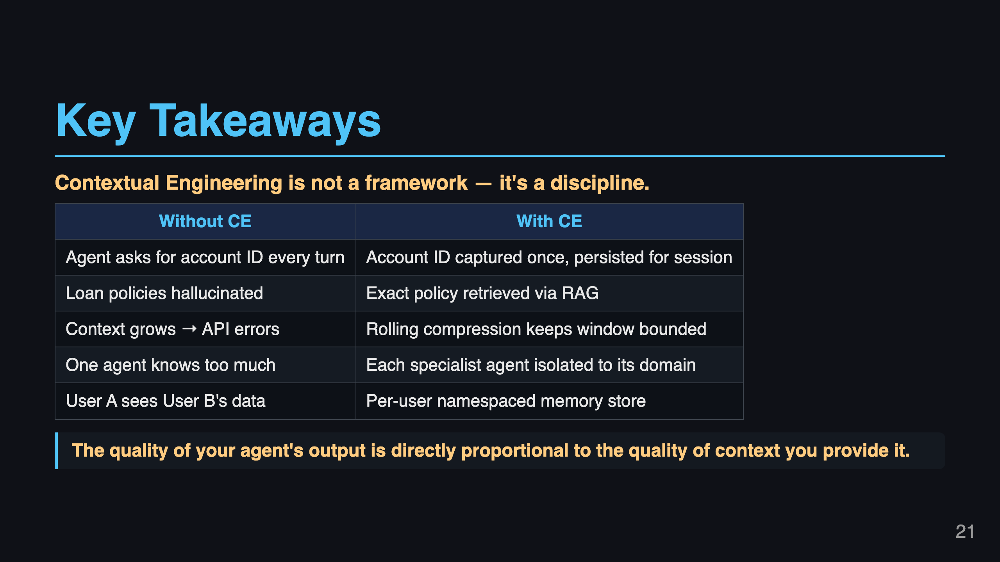 Key Takeaways
Contextual Engineering is not a framework — it's a discipline.
Without CE With CE
Agent asks for account ID every turn Account ID captured once, persisted for session
Loan policies hallucinated Exact policy retrieved via RAG
Context grows → API errors Rolling compression keeps window bounded
One agent knows too much Each specialist agent isolated to its domain
User A sees User B's data Per-user namespaced memory store
The quality of your agent's output is directly proportional to the quality of context you provide it.
21